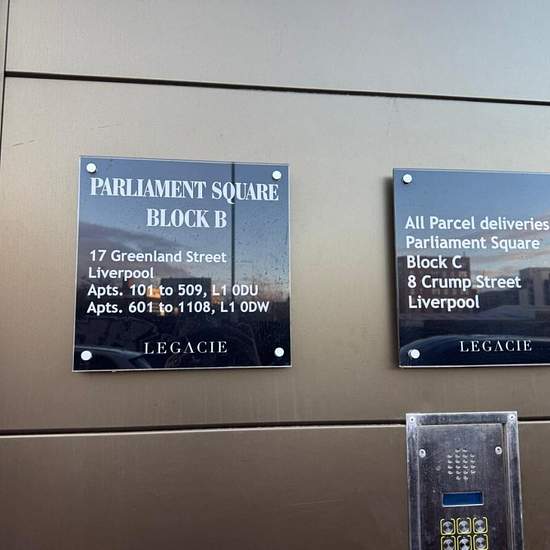 PARLIAMENT SQUARE
BLOCK B
17 Greenland Street
Liverpool
Apts. 101 to 509, L1 0DU
Apts. 601 to 1108, L1 0DW
LEGACIE
All Parcel deliveries
Parliament Square
Block C
8 Crump Street
Liverpool
LEGACIE